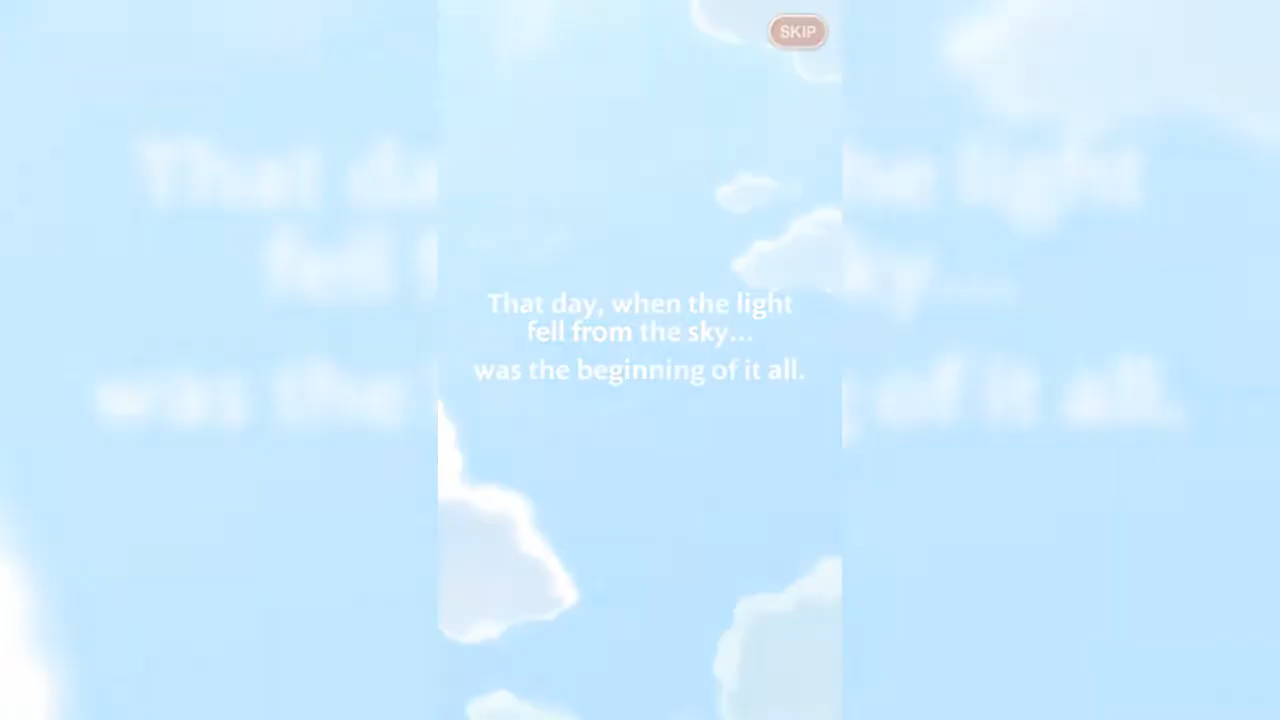 SKIP
That day, when the light
fell from the sky...
was the beginning of it all.